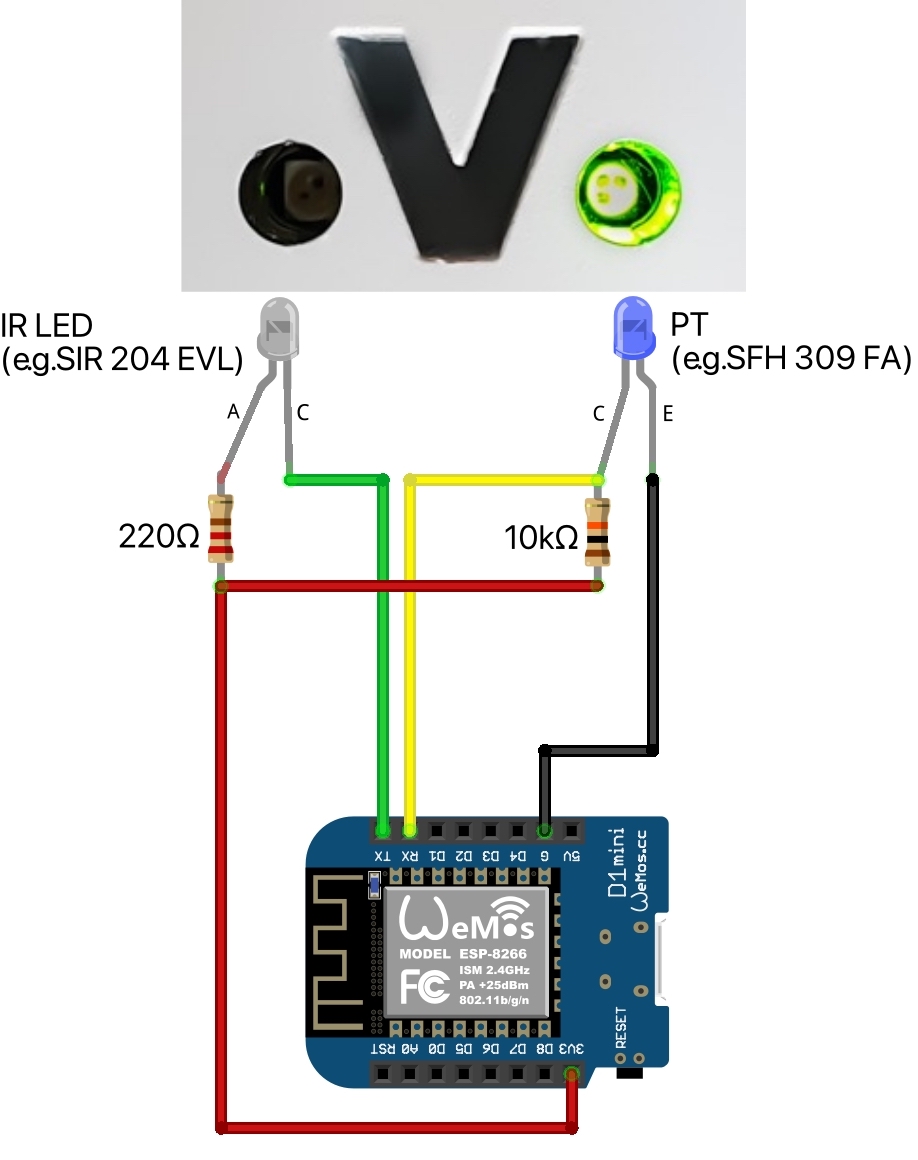 V
IR LED
(e.g.SIR 204 EVL)
PT
(e.g.SFH 309 FA)
A
C
C
E
220Ω
10kΩ
TX RX D1 D2 D3 D4 G 5V
D1mini
WeMos.cc
WeMos
MODEL ESP-8266
FC
ISM 2.4GHz
PA +25dBm
802.11b/g/n
RST A0 D0 D5 D6 D7 D8 3V3
RESET